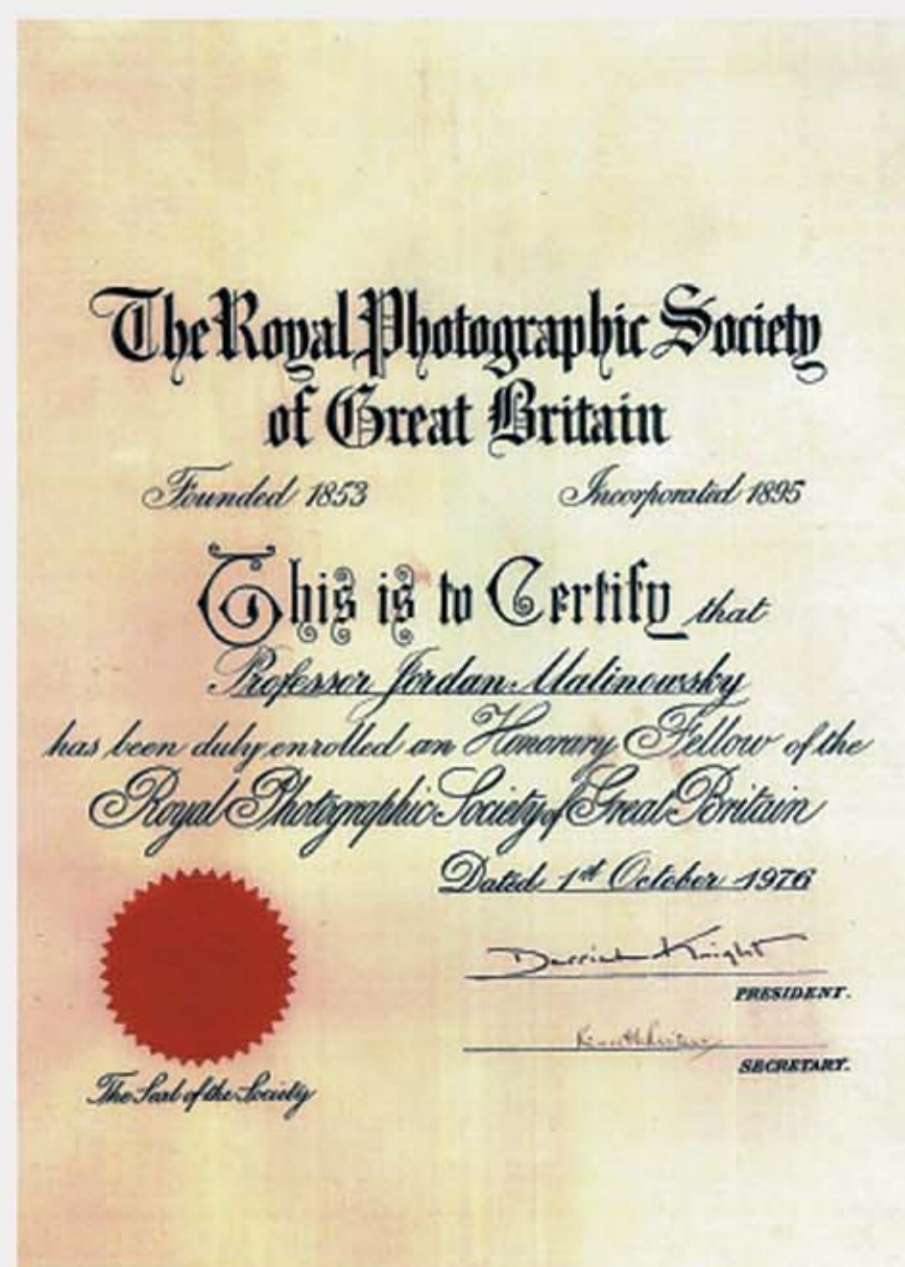 The Royal Photographic Society
of Great Britain
Founded 1853 Incorporated 1895
This is to Certify that
Professor Jordan Malinowsky
has been duly enrolled an Honorary Fellow of the
Royal Photographic Society of Great Britain
Dated 1st October 1976
Derrick Knight
PRESIDENT.
SECRETARY.
The Seal of the Society